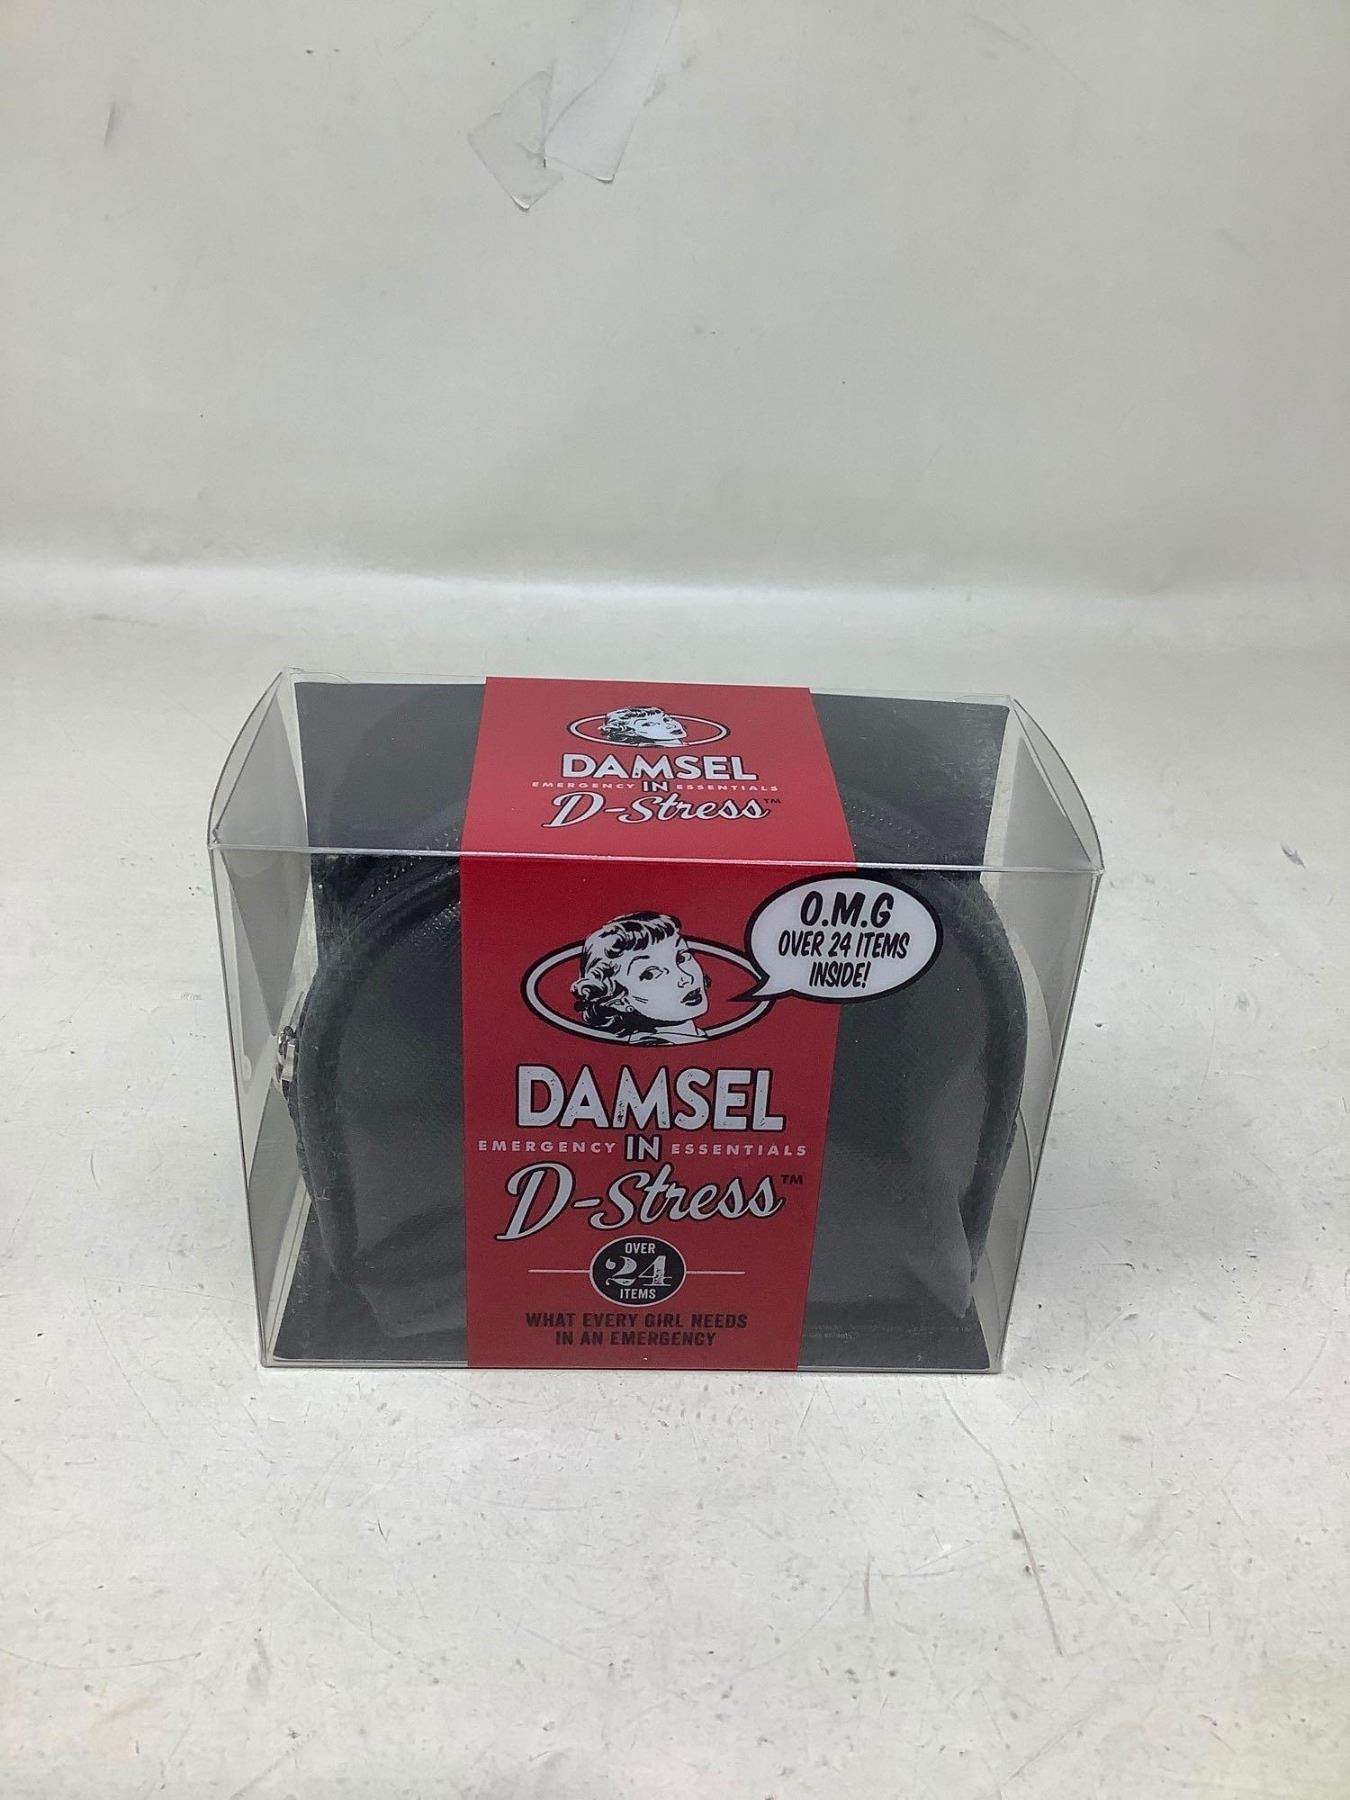 DAMSEL
EMERGENCY IN ESSENTIALS
D-Stress™
O.M.G
OVER 24 ITEMS
INSIDE!
DAMSEL
EMERGENCY IN ESSENTIALS
D-Stress™
OVER
24
ITEMS
WHAT EVERY GIRL NEEDS
IN AN EMERGENCY